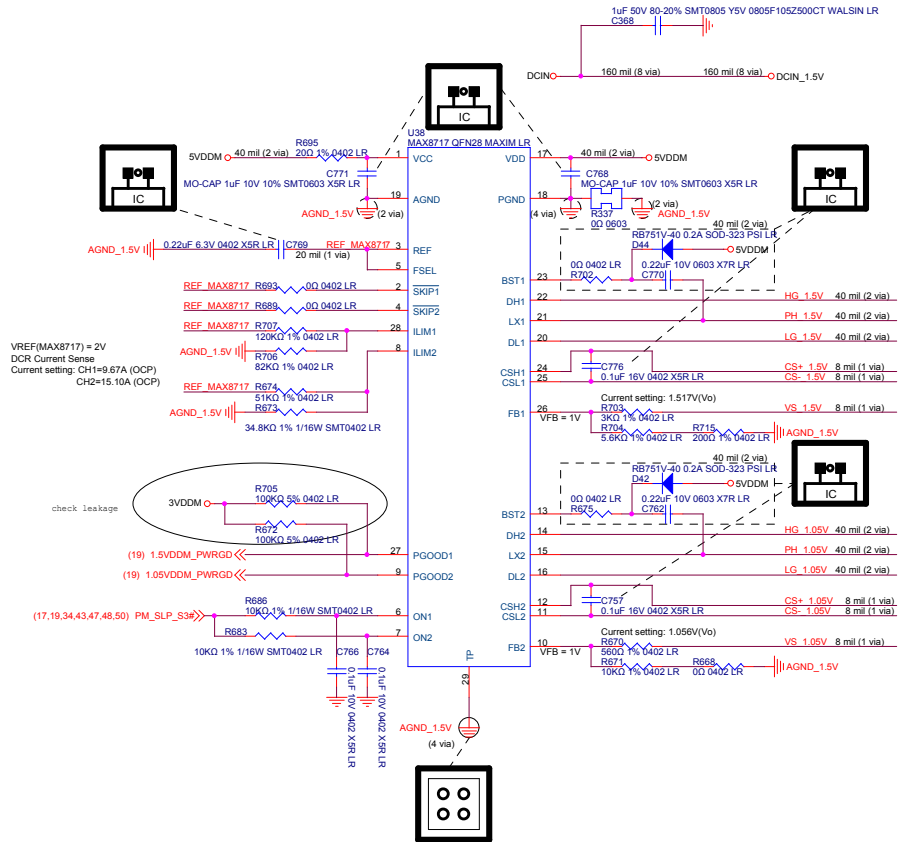 1uF 50V 80-20% SMT0805 Y5V 0805F105Z500CT WALSIN LR
C368
DCIN
160 mil (8 via)
160 mil (8 via)
DCIN_1.5V
IC
IC
IC
IC
U38
MAX8717 QFN28 MAXIM LR
5VDDM
40 mil (2 via)
R695
20Ω 1% 0402 LR
1
VCC
C771
MO-CAP 1uF 10V 10% SMT0603 X5R LR
19
AGND
AGND_1.5V
(2 via)
0.22uF 6.3V 0402 X5R LR
C769
AGND_1.5V
REF_MAX8717
20 mil (1 via)
3
REF
5
FSEL
REF_MAX8717
R693
0Ω 0402 LR
2
SKIP1
REF_MAX8717
R689
0Ω 0402 LR
4
SKIP2
REF_MAX8717
R707
120KΩ 1% 0402 LR
28
ILIM1
AGND_1.5V
R706
82KΩ 1% 0402 LR
8
ILIM2
REF_MAX8717
R674
51KΩ 1% 0402 LR
AGND_1.5V
R673
34.8KΩ 1% 1/16W SMT0402 LR
VREF(MAX8717) = 2V
DCR Current Sense
Current setting: CH1=9.67A (OCP)
CH2=15.10A (OCP)
check leakage
3VDDM
R705
100KΩ 5% 0402 LR
R672
100KΩ 5% 0402 LR
(19) 1.5VDDM_PWRGD
27
PGOOD1
(19) 1.05VDDM_PWRGD
9
PGOOD2
(17,19,34,43,47,48,50) PM_SLP_S3#
R686
10KΩ 1% 1/16W SMT0402 LR
6
ON1
R683
10KΩ 1% 1/16W SMT0402 LR
7
ON2
C766
0.1uF 10V 0402 X5R LR
C764
0.1uF 10V 0402 X5R LR
TP
29
AGND_1.5V
(4 via)
VDD
17
40 mil (2 via)
5VDDM
C768
MO-CAP 1uF 10V 10% SMT0603 X5R LR
PGND
18
(4 via)
R337
0Ω 0603
(2 via)
AGND_1.5V
40 mil (2 via)
RB751V-40 0.2A SOD-323 PSI LR
D44
5VDDM
0Ω 0402 LR
R702
0.22uF 10V 0603 X7R LR
C770
BST1
23
DH1
22
HG_1.5V
40 mil (2 via)
LX1
21
PH_1.5V
40 mil (2 via)
DL1
20
LG_1.5V
40 mil (2 via)
CSH1
24
CS+_1.5V
8 mil (1 via)
CSL1
25
CS-_1.5V
8 mil (1 via)
C776
0.1uF 16V 0402 X5R LR
FB1
26
VFB = 1V
Current setting: 1.517V(Vo)
R703
3KΩ 1% 0402 LR
VS_1.5V
8 mil (1 via)
R704
5.6KΩ 1% 0402 LR
R715
200Ω 1% 0402 LR
AGND_1.5V
40 mil (2 via)
RB751V-40 0.2A SOD-323 PSI LR
D42
5VDDM
0Ω 0402 LR
R675
0.22uF 10V 0603 X7R LR
C762
BST2
13
DH2
14
HG_1.05V
40 mil (2 via)
LX2
15
PH_1.05V
40 mil (2 via)
DL2
16
LG_1.05V
40 mil (2 via)
CSH2
12
CS+_1.05V
8 mil (1 via)
CSL2
11
CS-_1.05V
8 mil (1 via)
C757
0.1uF 16V 0402 X5R LR
FB2
10
VFB = 1V
Current setting: 1.056V(Vo)
R670
560Ω 1% 0402 LR
VS_1.05V
8 mil (1 via)
R671
10KΩ 1% 0402 LR
R668
0Ω 0402 LR
AGND_1.5V